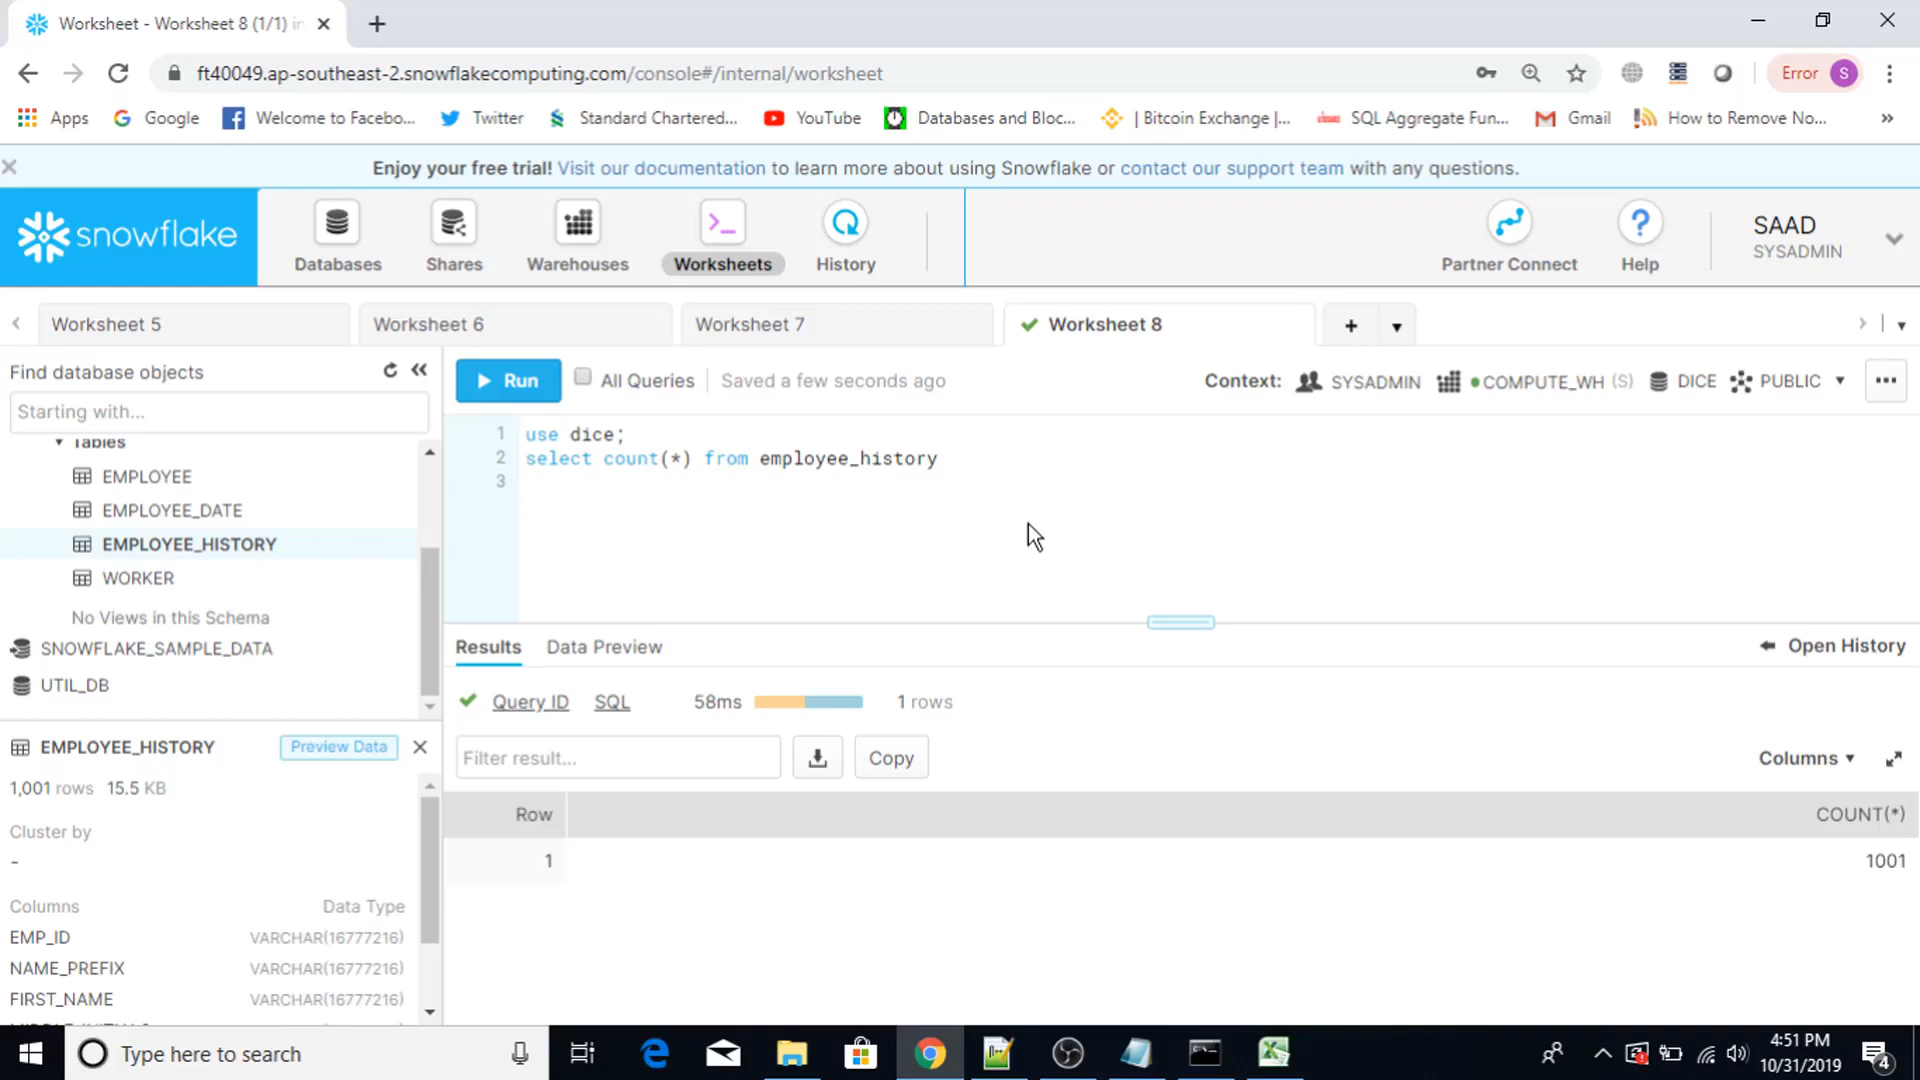 Worksheet - Worksheet 8 (1/1) in
ft40049.ap-southeast-2.snowflakecomputing.com/console#/internal/worksheet
Error S
Apps Google Welcome to Facebo... Twitter Standard Chartered... YouTube Databases and Bloc... | Bitcoin Exchange |... SQL Aggregate Fun... Gmail How to Remove No... »
Enjoy your free trial! Visit our documentation to learn more about using Snowflake or contact our support team with any questions.
snowflake
Databases
Shares
Warehouses
Worksheets
History
Partner Connect
Help
SAAD
SYSADMIN
Worksheet 5
Worksheet 6
Worksheet 7
Worksheet 8
Find database objects
Starting with...
Tables
EMPLOYEE
EMPLOYEE_DATE
EMPLOYEE_HISTORY
WORKER
No Views in this Schema
SNOWFLAKE_SAMPLE_DATA
UTIL_DB
EMPLOYEE_HISTORY Preview Data
1,001 rows 15.5 KB
Cluster by
-
Columns Data Type
EMP_ID VARCHAR(16777216)
NAME_PREFIX VARCHAR(16777216)
FIRST_NAME VARCHAR(16777216)
Run All Queries Saved a few seconds ago
Context: SYSADMIN COMPUTE_WH (S) DICE PUBLIC
1 use dice;
2 select count(*) from employee_history
3
Results Data Preview
Open History
Query ID SQL 58ms 1 rows
Filter result... Copy
Columns
Row COUNT(*)
1 1001
Type here to search
4:51 PM
10/31/2019
4